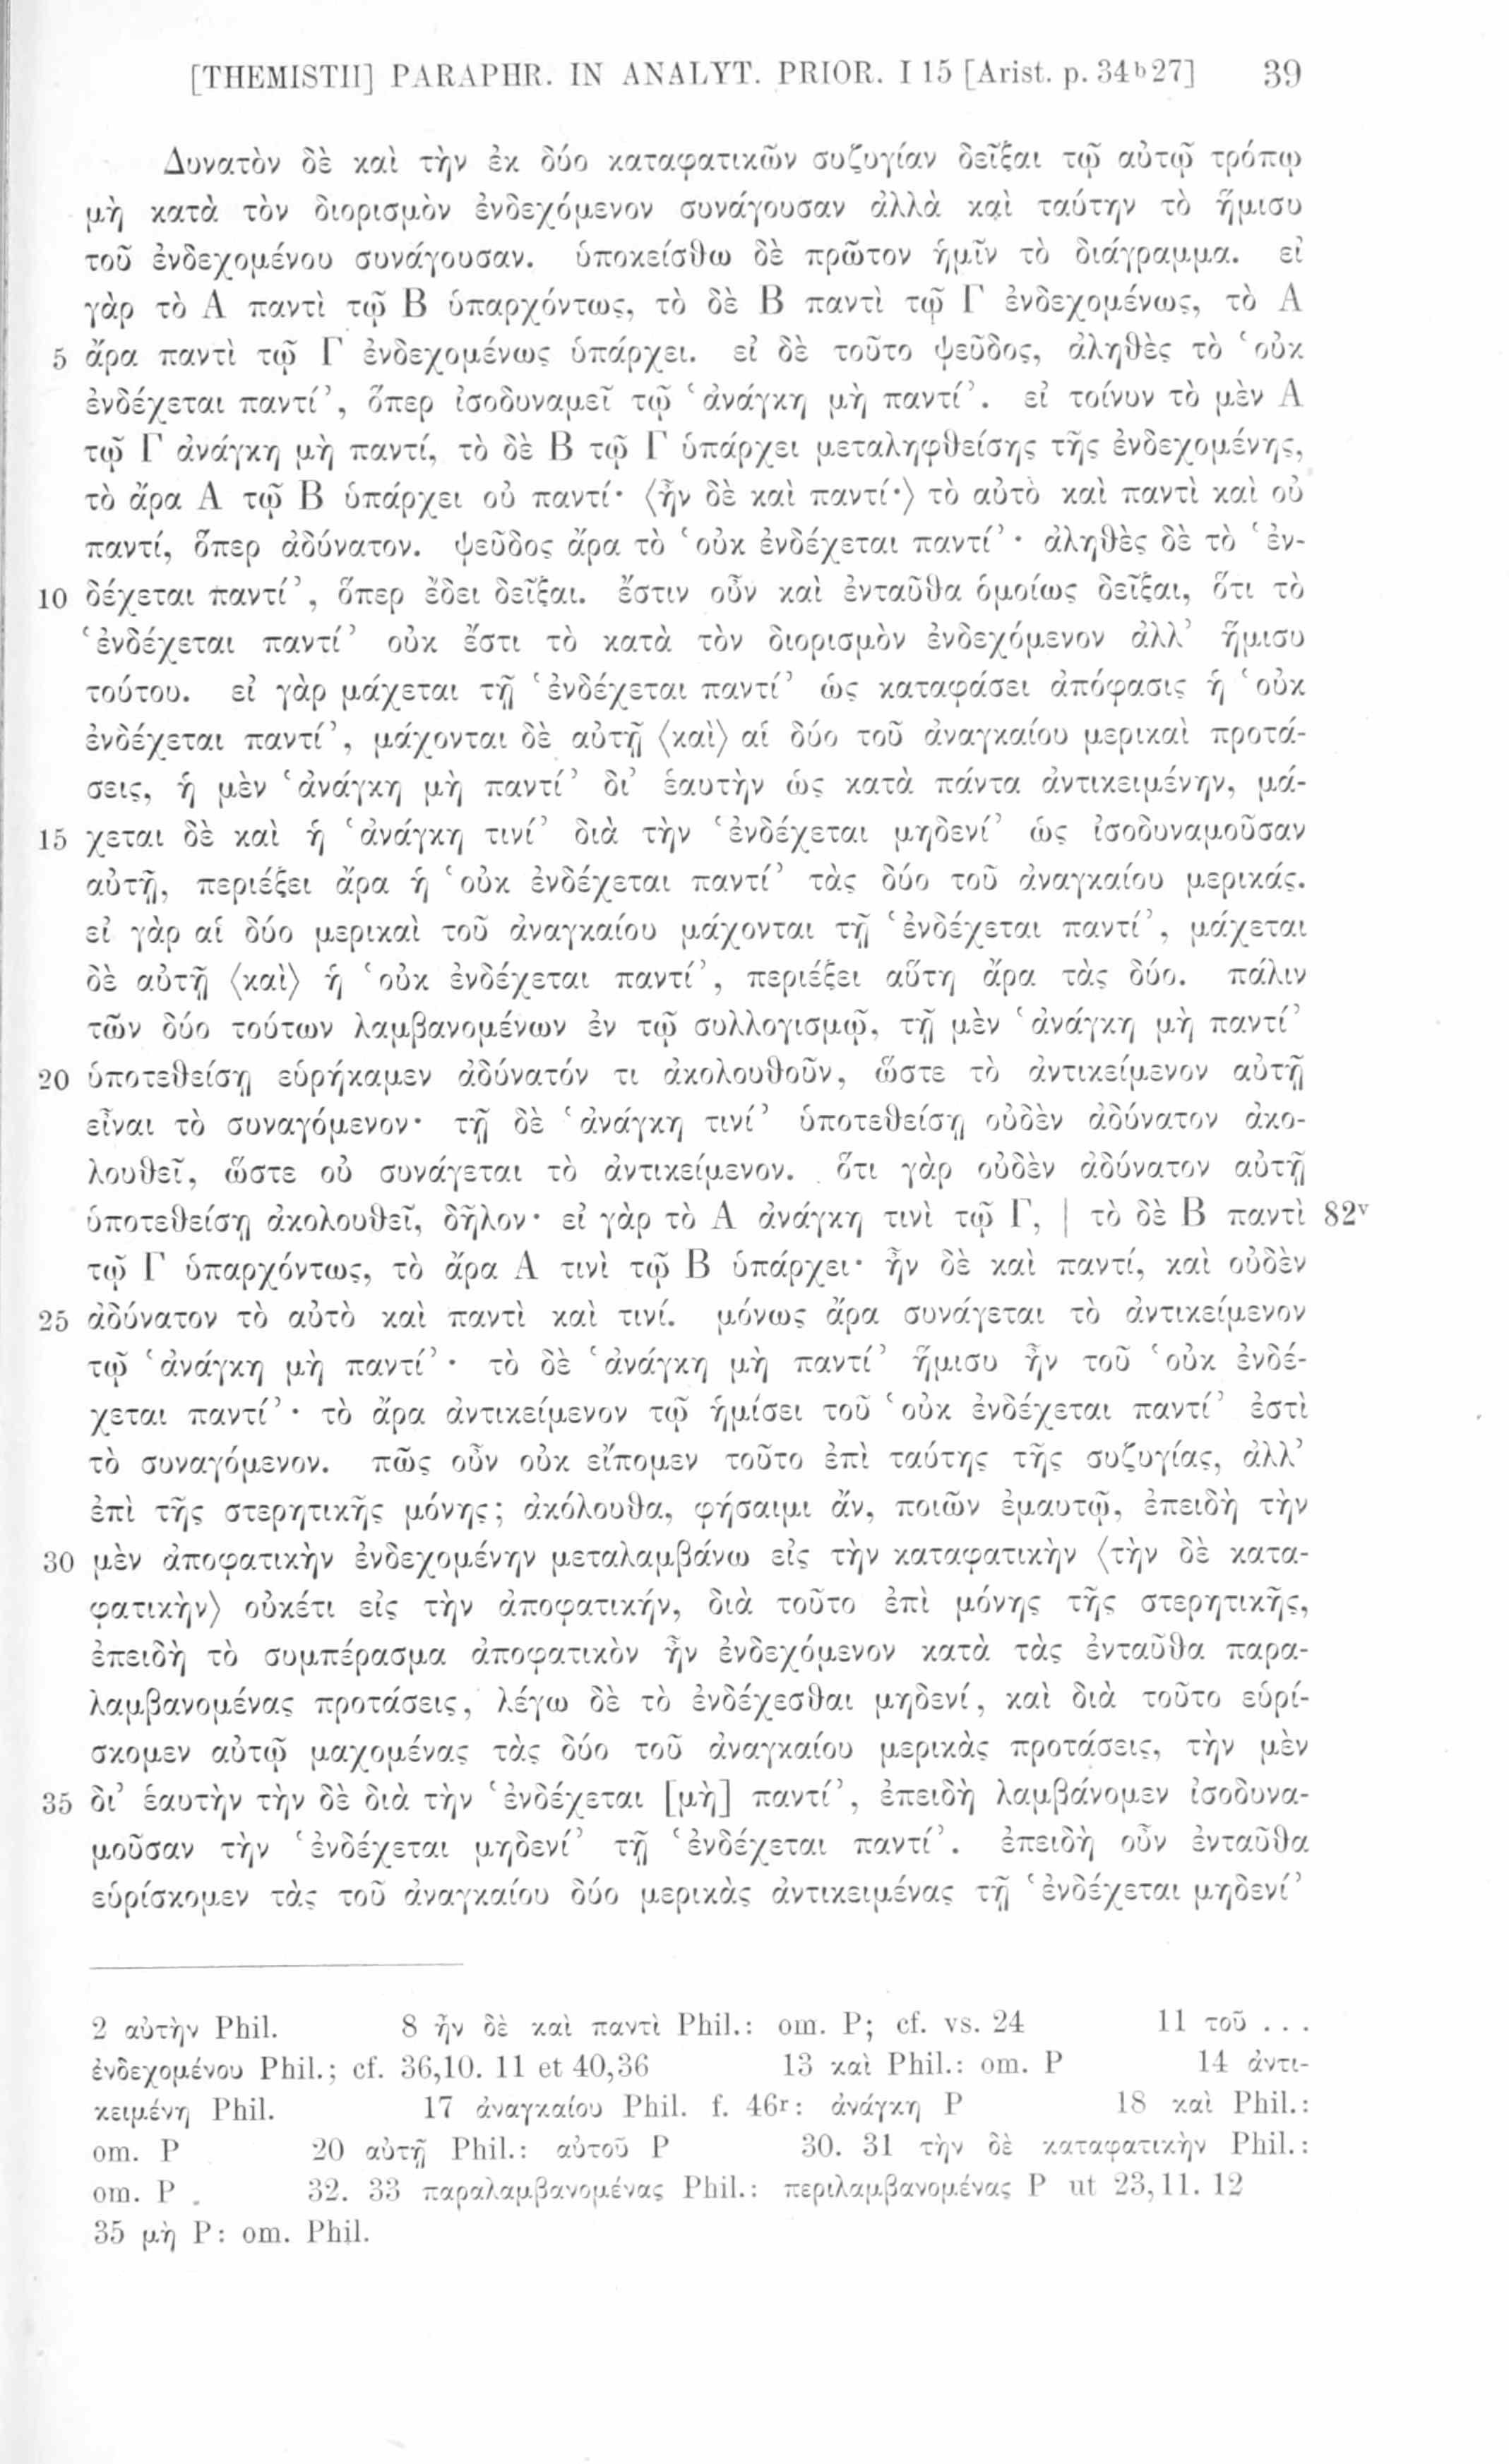 [THEMISTII] PARAPHR. IN ANALYT. PRIOR. I 15 [Arist. p. 34ᵇ27] 39
Δυνατὸν δὲ καὶ τὴν ἐκ δύο καταφατικῶν συζυγίαν δεῖξαι τῷ αὐτῷ τρόπῳ
μὴ κατὰ τὸν διορισμὸν ἐνδεχόμενον συνάγουσαν ἀλλὰ καὶ ταύτην τὸ ἥμισυ
τοῦ ἐνδεχομένου συνάγουσαν. ὑποκείσθω δὲ πρῶτον ἡμῖν τὸ διάγραμμα. εἰ
γὰρ τὸ Α παντὶ τῷ Β ὑπαρχόντως, τὸ δὲ Β παντὶ τῷ Γ ἐνδεχομένως, τὸ Α
5 ἄρα παντὶ τῷ Γ ἐνδεχομένως ὑπάρχει. εἰ δὲ τοῦτο ψεῦδος, ἀληθὲς τὸ ‘οὐκ
ἐνδέχεται παντί’, ὅπερ ἰσοδυναμεῖ τῷ ‘ἀνάγκη μὴ παντί’. εἰ τοίνυν τὸ μὲν Α
τῷ Γ ἀνάγκη μὴ παντί, τὸ δὲ Β τῷ Γ ὑπάρχει μεταληφθείσης τῆς ἐνδεχομένης,
τὸ ἄρα Α τῷ Β ὑπάρχει οὐ παντί· ⟨ἦν δὲ καὶ παντί·⟩ τὸ αὐτὸ καὶ παντὶ καὶ οὐ
παντί, ὅπερ ἀδύνατον. ψεῦδος ἄρα τὸ ‘οὐκ ἐνδέχεται παντί’· ἀληθὲς δὲ τὸ ‘ἐν-
10 δέχεται παντί’, ὅπερ ἔδει δεῖξαι. ἔστιν οὖν καὶ ἐνταῦθα ὁμοίως δεῖξαι, ὅτι τὸ
‘ἐνδέχεται παντί’ οὐκ ἔστι τὸ κατὰ τὸν διορισμὸν ἐνδεχόμενον ἀλλ’ ἥμισυ
τούτου. εἰ γὰρ μάχεται τῇ ‘ἐνδέχεται παντί’ ὡς καταφάσει ἀπόφασις ἡ ‘οὐκ
ἐνδέχεται παντί’, μάχονται δὲ αὐτῇ ⟨καὶ⟩ αἱ δύο τοῦ ἀναγκαίου μερικαὶ προτά-
σεις, ἡ μὲν ‘ἀνάγκη μὴ παντί’ δι’ ἑαυτὴν ὡς κατὰ πάντα ἀντικειμένην, μά-
15 χεται δὲ καὶ ἡ ‘ἀνάγκη τινί’ διὰ τὴν ‘ἐνδέχεται μηδενί’ ὡς ἰσοδυναμοῦσαν
αὐτῇ, περιέξει ἄρα ἡ ‘οὐκ ἐνδέχεται παντί’ τὰς δύο τοῦ ἀναγκαίου μερικάς.
εἰ γὰρ αἱ δύο μερικαὶ τοῦ ἀναγκαίου μάχονται τῇ ‘ἐνδέχεται παντί’, μάχεται
δὲ αὐτῇ ⟨καὶ⟩ ἡ ‘οὐκ ἐνδέχεται παντί’, περιέξει αὕτη ἄρα τὰς δύο. πάλιν
τῶν δύο τούτων λαμβανομένων ἐν τῷ συλλογισμῷ, τῇ μὲν ‘ἀνάγκη μὴ παντί’
20 ὑποτεθείσῃ εὑρήκαμεν ἀδύνατόν τι ἀκολουθοῦν, ὥστε τὸ ἀντικείμενον αὐτῇ
εἶναι τὸ συναγόμενον· τῇ δὲ ‘ἀνάγκη τινί’ ὑποτεθείσῃ οὐδὲν ἀδύνατον ἀκο-
λουθεῖ, ὥστε οὐ συνάγεται τὸ ἀντικείμενον. ὅτι γὰρ οὐδὲν ἀδύνατον αὐτῇ
ὑποτεθείσῃ ἀκολουθεῖ, δῆλον· εἰ γὰρ τὸ Α ἀνάγκη τινὶ τῷ Γ, | τὸ δὲ Β παντὶ 82ᵛ
τῷ Γ ὑπαρχόντως, τὸ ἄρα Α τινὶ τῷ Β ὑπάρχει· ἦν δὲ καὶ παντί, καὶ οὐδὲν
25 ἀδύνατον τὸ αὐτὸ καὶ παντὶ καὶ τινί. μόνως ἄρα συνάγεται τὸ ἀντικείμενον
τῷ ‘ἀνάγκη μὴ παντί’· τὸ δὲ ‘ἀνάγκη μὴ παντί’ ἥμισυ ἦν τοῦ ‘οὐκ ἐνδέ-
χεται παντί’· τὸ ἄρα ἀντικείμενον τῷ ἡμίσει τοῦ ‘οὐκ ἐνδέχεται παντί’ ἐστὶ
τὸ συναγόμενον. πῶς οὖν οὐκ εἴπομεν τοῦτο ἐπὶ ταύτης τῆς συζυγίας, ἀλλ’
ἐπὶ τῆς στερητικῆς μόνης; ἀκόλουθα, φήσαιμι ἄν, ποιῶν ἐμαυτῷ, ἐπειδὴ τὴν
30 μὲν ἀποφατικὴν ἐνδεχομένην μεταλαμβάνω εἰς τὴν καταφατικὴν ⟨τὴν δὲ κατα-
φατικὴν⟩ οὐκέτι εἰς τὴν ἀποφατικήν, διὰ τοῦτο ἐπὶ μόνης τῆς στερητικῆς,
ἐπειδὴ τὸ συμπέρασμα ἀποφατικὸν ἦν ἐνδεχόμενον κατὰ τὰς ἐνταῦθα παρα-
λαμβανομένας προτάσεις, λέγω δὲ τὸ ἐνδέχεσθαι μηδενί, καὶ διὰ τοῦτο εὑρί-
σκομεν αὐτῷ μαχομένας τὰς δύο τοῦ ἀναγκαίου μερικὰς προτάσεις, τὴν μὲν
35 δι’ ἑαυτὴν τὴν δὲ διὰ τὴν ‘ἐνδέχεται [μὴ] παντί’, ἐπειδὴ λαμβάνομεν ἰσοδυνα-
μοῦσαν τὴν ‘ἐνδέχεται μηδενί’ τῇ ‘ἐνδέχεται παντί’. ἐπειδὴ οὖν ἐνταῦθα
εὑρίσκομεν τὰς τοῦ ἀναγκαίου δύο μερικὰς ἀντικειμένας τῇ ‘ἐνδέχεται μηδενί’
2 αὐτὴν Phil. 8 ἦν δὲ καὶ παντὶ Phil.: om. P; cf. vs. 24 11 τοῦ ...
ἐνδεχομένου Phil.; cf. 36,10. 11 et 40,36 13 καὶ Phil.: om. P 14 ἀντι-
κειμένη Phil. 17 ἀναγκαίου Phil. f. 46ʳ: ἀνάγκη P 18 καὶ Phil.:
om. P 20 αὐτῇ Phil.: αὐτοῦ P 30. 31 τὴν δὲ καταφατικὴν Phil.:
om. P 32. 33 παραλαμβανομένας Phil.: περιλαμβανομένας P ut 23,11. 12
35 μὴ P: om. Phil.